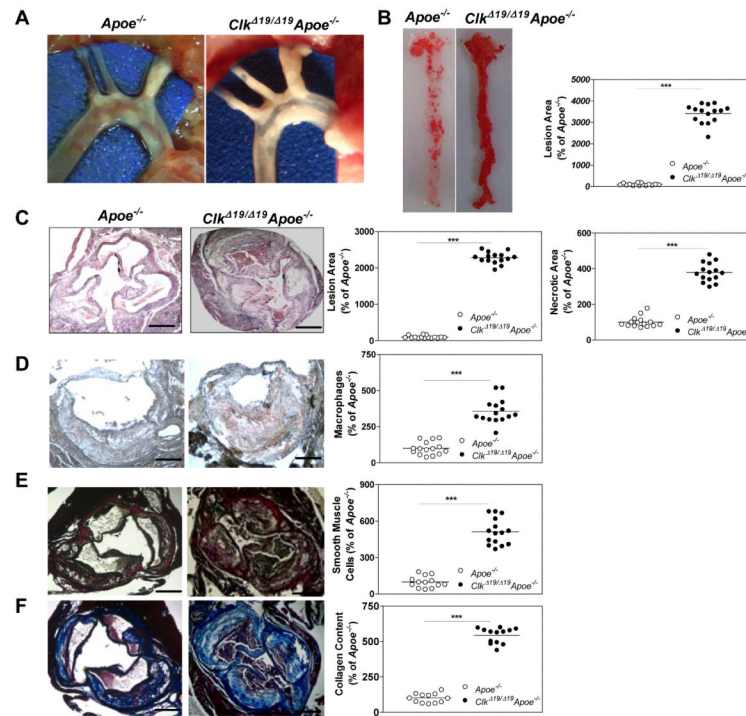 A
Apoe-/-
ClkΔ19/Δ19Apoe-/-
B
Apoe-/-
ClkΔ19/Δ19Apoe-/-
Lesion Area
(% of Apoe-/-)
5000
4000
3000
2000
1000
0
***
Apoe-/-
ClkΔ19/Δ19Apoe-/-
C
Apoe-/-
ClkΔ19/Δ19Apoe-/-
Lesion Area
(% of Apoe-/-)
3000
2000
1000
0
***
Apoe-/-
ClkΔ19/Δ19Apoe-/-
Necrotic Area
(% of Apoe-/-)
600
400
200
0
***
Apoe-/-
ClkΔ19/Δ19Apoe-/-
D
Macrophages
(% of Apoe-/-)
750
500
250
0
***
Apoe-/-
ClkΔ19/Δ19Apoe-/-
E
Smooth Muscle
Cells (% of Apoe-/-)
900
600
300
0
***
Apoe-/-
ClkΔ19/Δ19Apoe-/-
F
Collagen Content
(% of Apoe-/-)
750
500
250
0
***
Apoe-/-
ClkΔ19/Δ19Apoe-/-